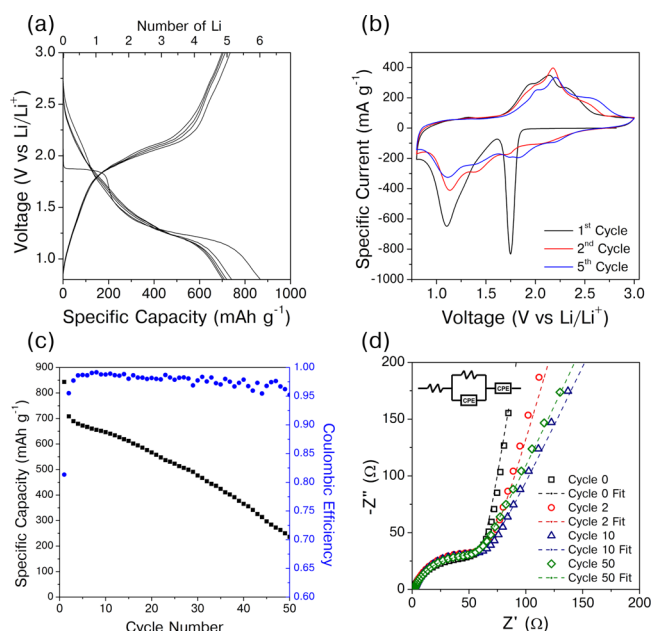 (a)
Number of Li
0 1 2 3 4 5 6
3.0
2.5
2.0
1.5
1.0
Voltage (V vs Li/Li⁺)
0 200 400 600 800 1000
Specific Capacity (mAh g⁻¹)
(b)
600
400
200
0
-200
-400
-600
-800
-1000
Specific Current (mA g⁻¹)
1ˢᵗ Cycle
2ⁿᵈ Cycle
5ᵗʰ Cycle
1.0 1.5 2.0 2.5 3.0
Voltage (V vs Li/Li⁺)
(c)
900
800
700
600
500
400
300
200
100
0
Specific Capacity (mAh g⁻¹)
1.00
0.95
0.90
0.85
0.80
0.75
0.70
0.65
0.60
Coulombic Efficiency
0 10 20 30 40 50
Cycle Number
(d)
200
150
100
50
0
-Z" (Ω)
CPE
CPE
Cycle 0
Cycle 0 Fit
Cycle 2
Cycle 2 Fit
Cycle 10
Cycle 10 Fit
Cycle 50
Cycle 50 Fit
0 50 100 150 200
Z' (Ω)